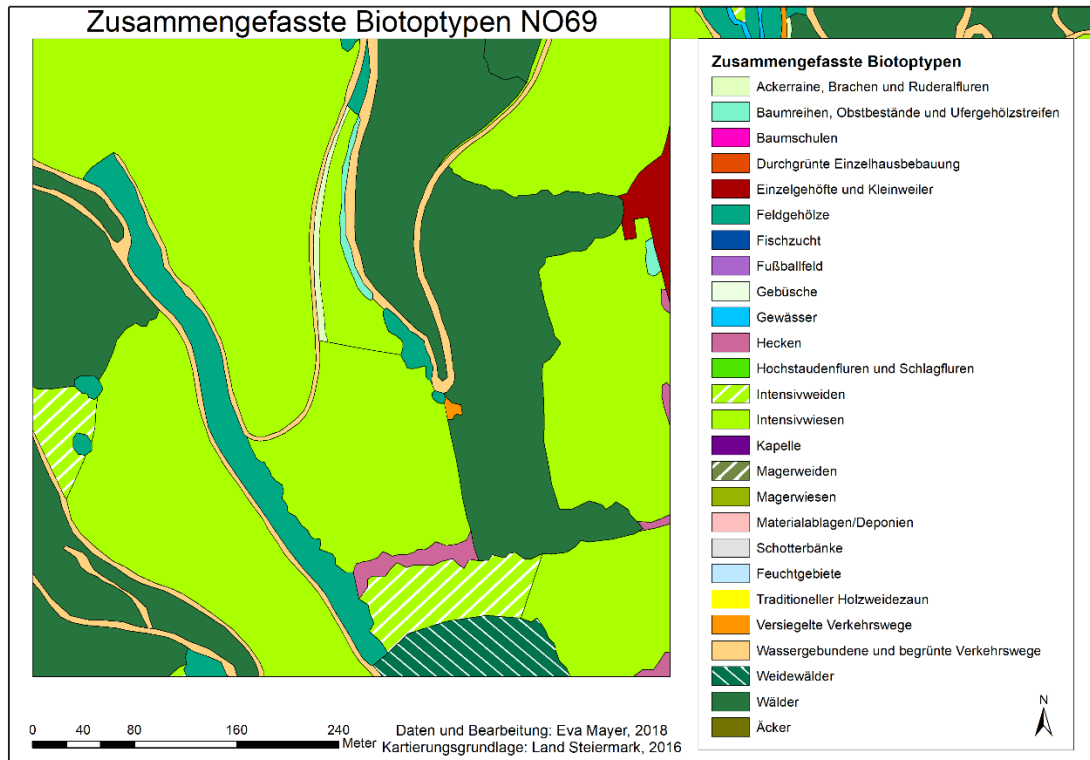 Zusammengefasste Biotoptypen NO69
Zusammengefasste Biotoptypen
Ackerraine, Brachen und Ruderalfluren
Baumreihen, Obstbestände und Ufergehölzstreifen
Baumschulen
Durchgrünte Einzelhausbebauung
Einzelgehöfte und Kleinweiler
Feldgehölze
Fischzucht
Fußballfeld
Gebüsche
Gewässer
Hecken
Hochstaudenfluren und Schlagfluren
Intensivweiden
Intensivwiesen
Kapelle
Magerweiden
Magerwiesen
Materialablagen/Deponien
Schotterbänke
Feuchtgebiete
Traditioneller Holzweidezaun
Versiegelte Verkehrswege
Wassergebundene und begrünte Verkehrswege
Weidewälder
Wälder
Äcker
N
0 40 80 160 240
Meter
Daten und Bearbeitung: Eva Mayer, 2018
Kartierungsgrundlage: Land Steiermark, 2016